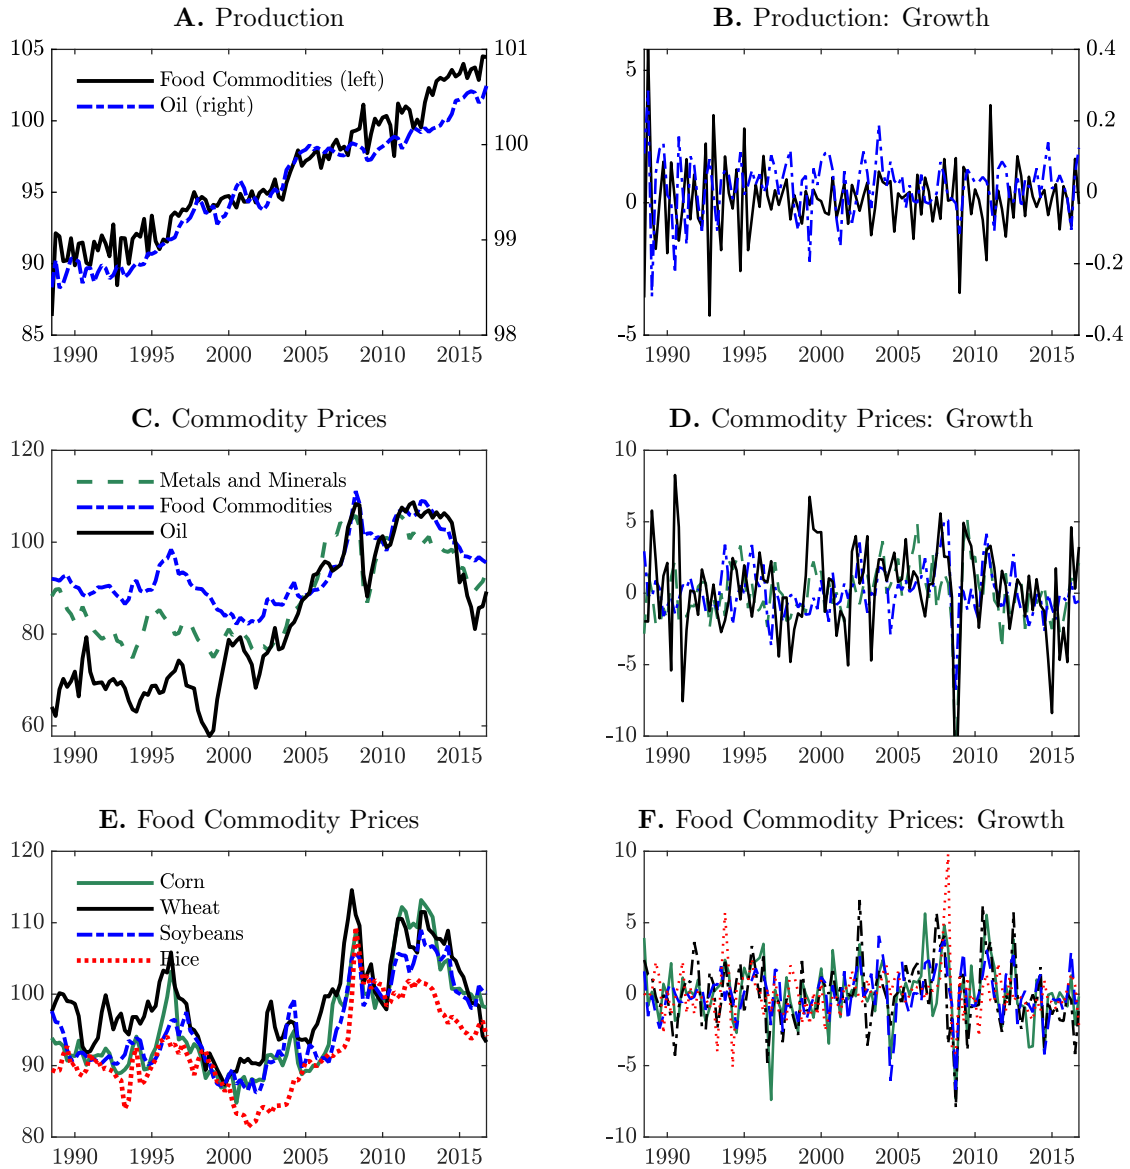 A. Production
105
100
95
90
85
101
100
99
98
Food Commodities (left)
Oil (right)
1990 1995 2000 2005 2010 2015
B. Production: Growth
5
0
-5
0.4
0.2
0
-0.2
-0.4
1990 1995 2000 2005 2010 2015
C. Commodity Prices
120
100
80
60
Metals and Minerals
Food Commodities
Oil
1990 1995 2000 2005 2010 2015
D. Commodity Prices: Growth
10
5
0
-5
-10
1990 1995 2000 2005 2010 2015
E. Food Commodity Prices
120
110
100
90
80
Corn
Wheat
Soybeans
Rice
1990 1995 2000 2005 2010 2015
F. Food Commodity Prices: Growth
10
5
0
-5
-10
1990 1995 2000 2005 2010 2015